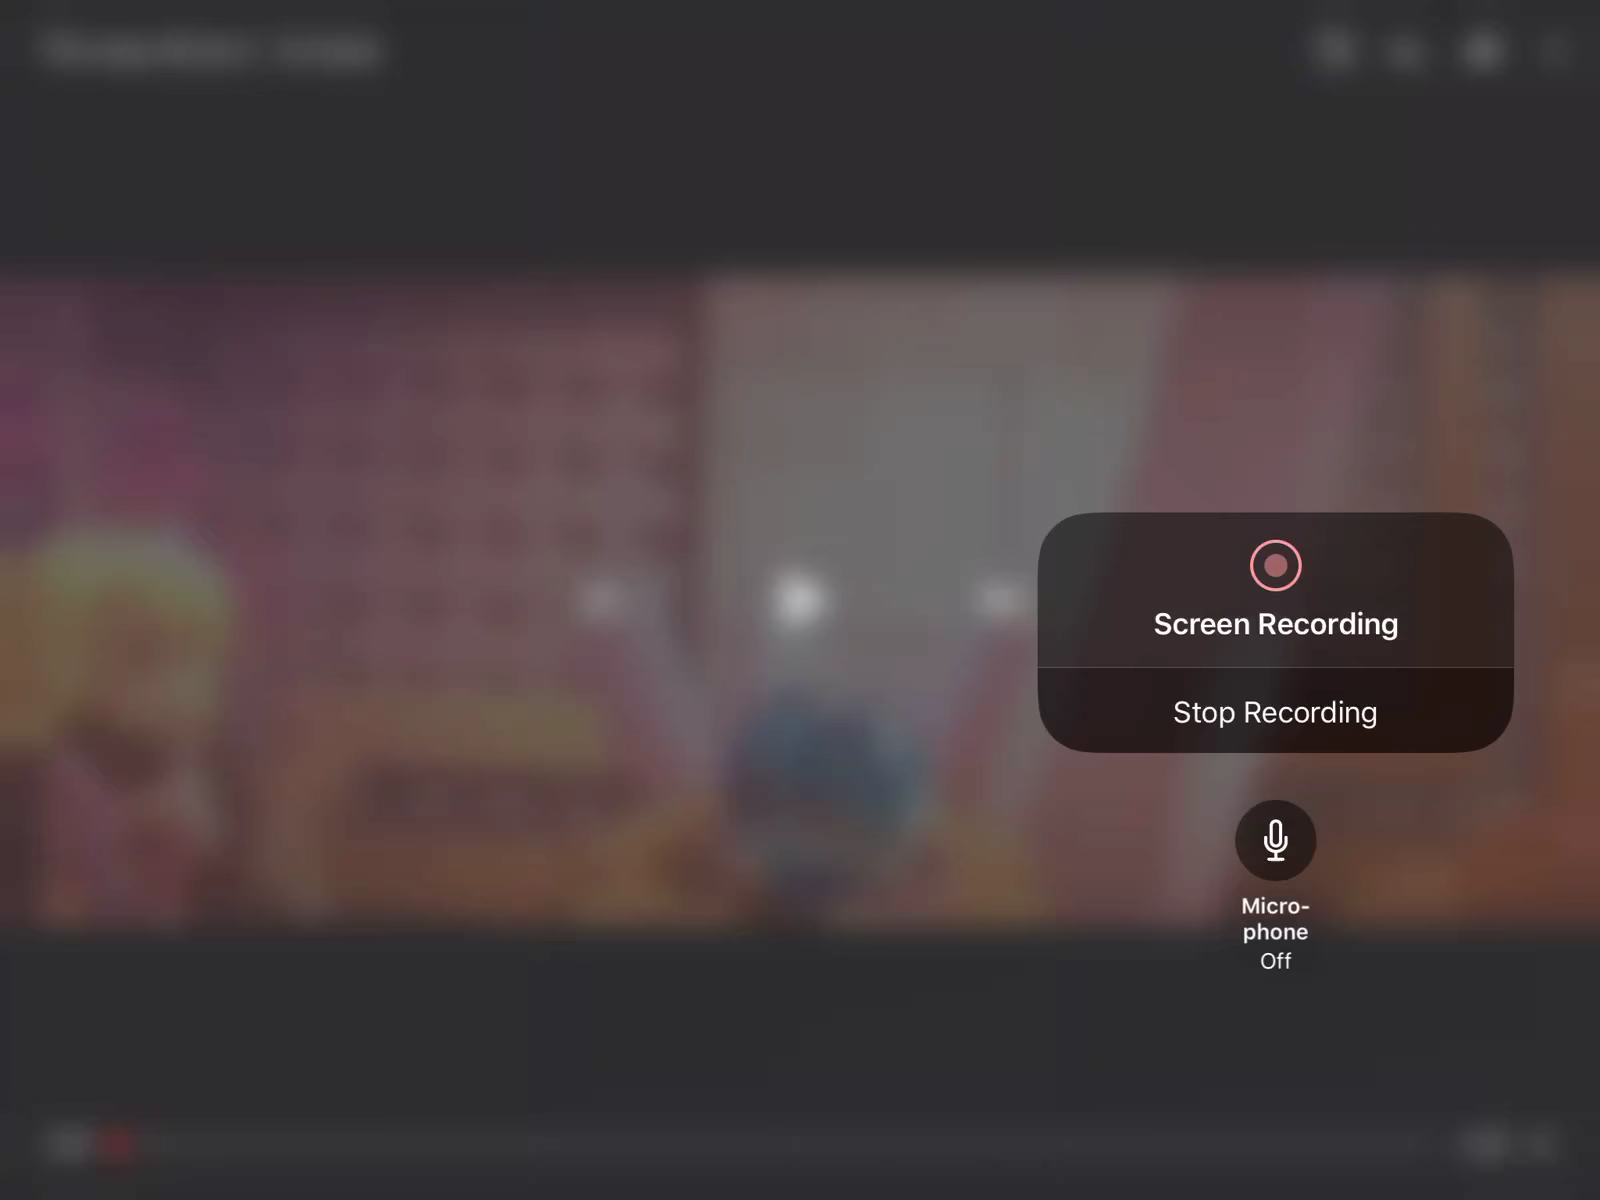 Screen Recording
Stop Recording
Micro-
phone
Off